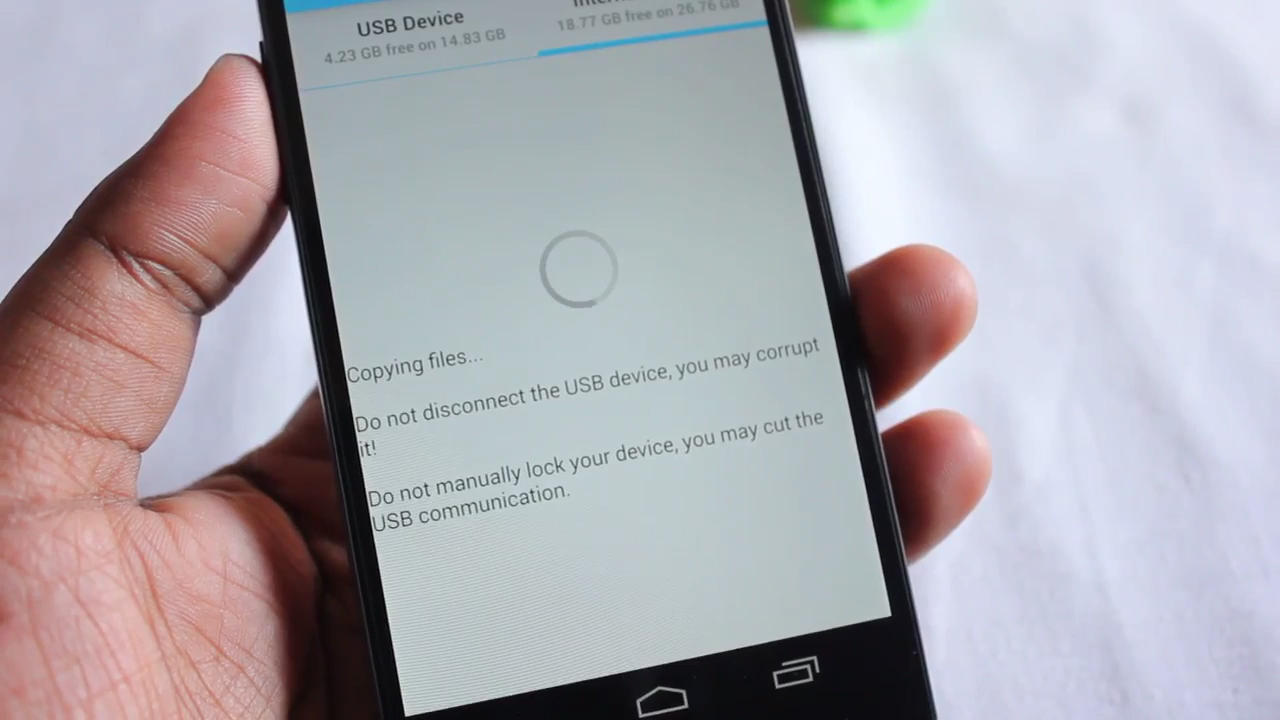 USB Device
4.23 GB free on 14.83 GB
18.77 GB free on 26.76 GB
Copying files...
Do not disconnect the USB device, you may corrupt
it!
Do not manually lock your device, you may cut the
USB communication.